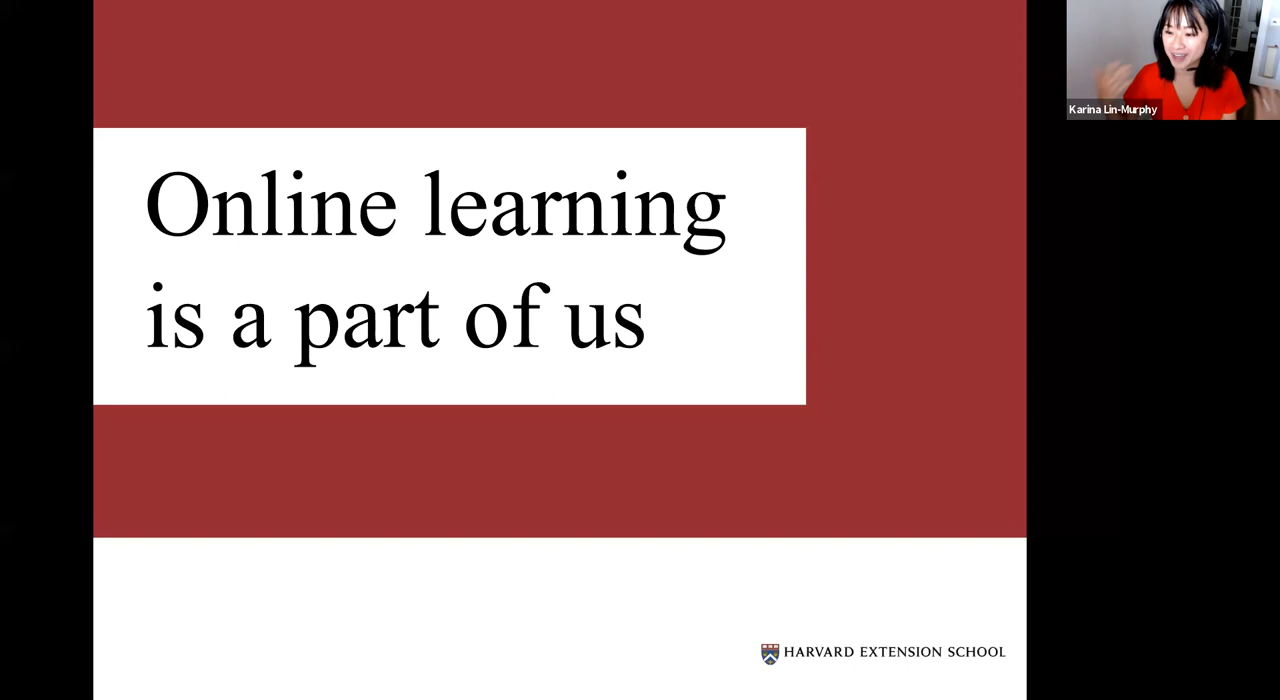 Online learning
is a part of us
Karina Lin-Murphy
HARVARD EXTENSION SCHOOL